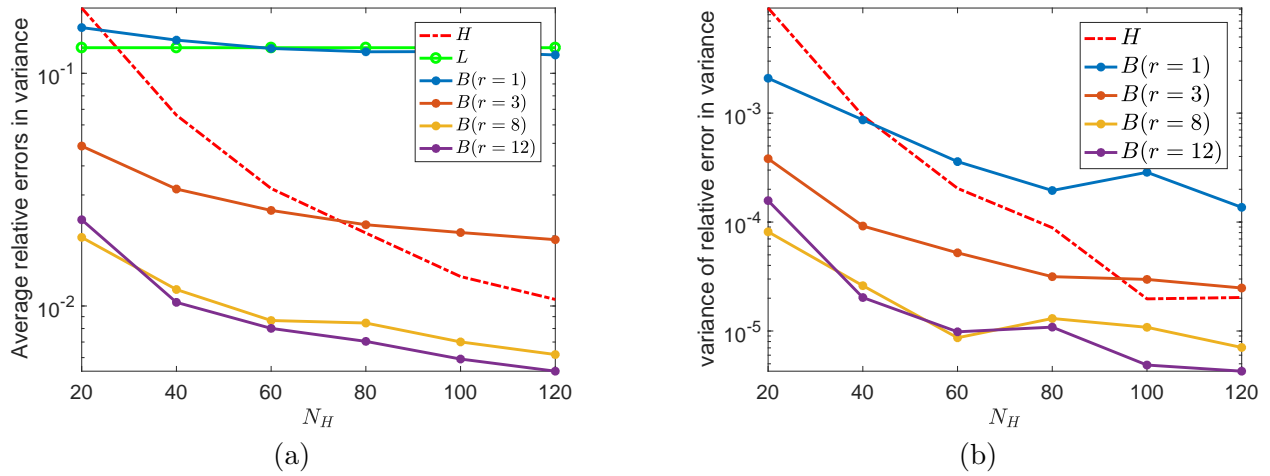 Average relative errors in variance
10^{-1}
10^{-2}
20
40
60
80
100
120
N_H
H
L
B(r = 1)
B(r = 3)
B(r = 8)
B(r = 12)
(a)
variance of relative error in variance
10^{-3}
10^{-4}
10^{-5}
20
40
60
80
100
120
N_H
H
B(r = 1)
B(r = 3)
B(r = 8)
B(r = 12)
(b)